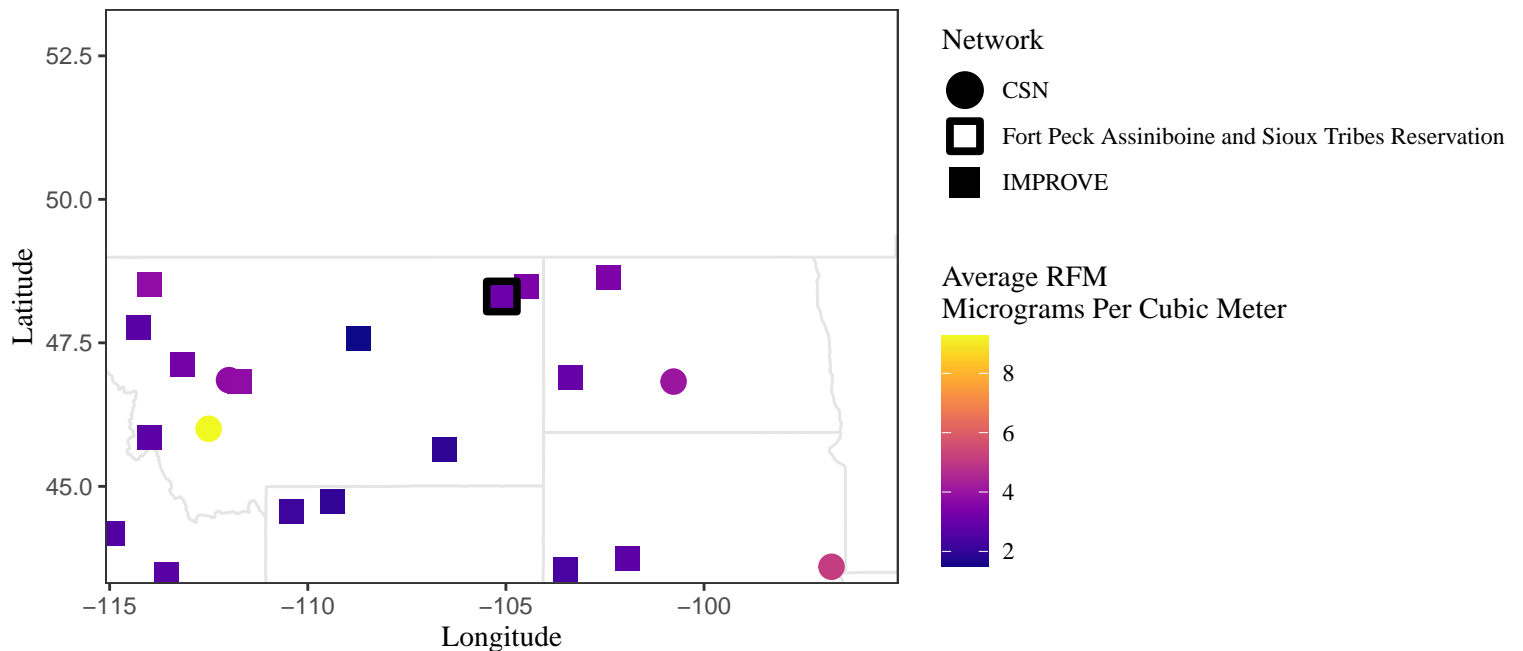 52.5
50.0
47.5
45.0
Latitude
−115
−110
−105
−100
Longitude
Network
CSN
Fort Peck Assiniboine and Sioux Tribes Reservation
IMPROVE
Average RFM
Micrograms Per Cubic Meter
8
6
4
2